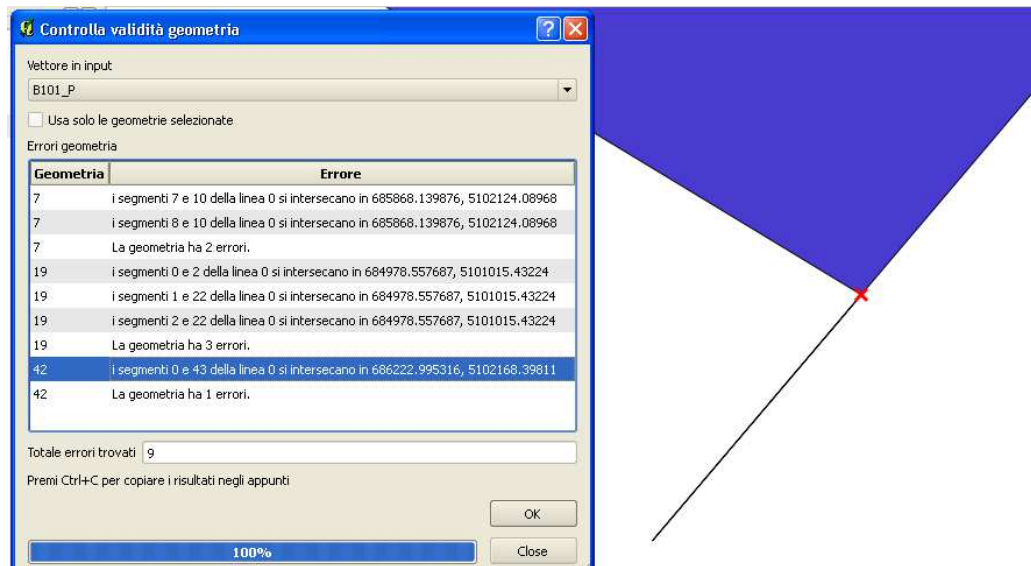 Controlla validità geometria
Vettore in input
B101_P
Usa solo le geometrie selezionate
Errori geometria
Geometria Errore
7 i segmenti 7 e 10 della linea 0 si intersecano in 685868.139876, 5102124.08968
7 i segmenti 8 e 10 della linea 0 si intersecano in 685868.139876, 5102124.08968
7 La geometria ha 2 errori.
19 i segmenti 0 e 2 della linea 0 si intersecano in 684978.557687, 5101015.43224
19 i segmenti 1 e 22 della linea 0 si intersecano in 684978.557687, 5101015.43224
19 i segmenti 2 e 22 della linea 0 si intersecano in 684978.557687, 5101015.43224
19 La geometria ha 3 errori.
42 i segmenti 0 e 43 della linea 0 si intersecano in 686222.995316, 5102168.39811
42 La geometria ha 1 errori.
Totale errori trovati 9
Premi Ctrl+C per copiare i risultati negli appunti
OK
100% Close